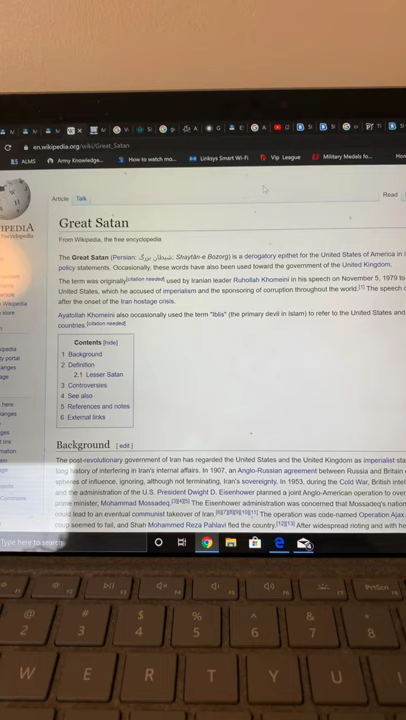 en.wikipedia.org/wiki/Great_Satan
ALMS Army Knowledge... How to watch mo... Linksys Smart Wi-Fi Vip League Military Medals fo...
Article Talk Read
Great Satan
From Wikipedia, the free encyclopedia
The Great Satan (Persian: شيطان بزرگ Shaytân-e Bozorg) is a derogatory epithet for the United States of America in
policy statements. Occasionally, these words have also been used toward the government of the United Kingdom.
The term was originally[citation needed] used by Iranian leader Ruhollah Khomeini in his speech on November 5, 1979 to
United States, which he accused of imperialism and the sponsoring of corruption throughout the world.[1] The speech
after the onset of the Iran hostage crisis.
Ayatollah Khomeini also occasionally used the term "Iblis" (the primary devil in Islam) to refer to the United States and
countries.[citation needed]
Contents [hide]
1 Background
2 Definition
2.1 Lesser Satan
3 Controversies
4 See also
5 References and notes
6 External links
Background [edit]
The post-revolutionary government of Iran has regarded the United States and the United Kingdom as imperialist sta
long history of interfering in Iran's internal affairs. In 1907, an Anglo-Russian agreement between Russia and Britain
spheres of influence, ignoring, although not terminating, Iran's sovereignty. In 1953, during the Cold War, British intel
and the administration of the U.S. President Dwight D. Eisenhower planned a joint Anglo-American operation to over
prime minister, Mohammad Mossadeq.[3][4][5] The Eisenhower administration was concerned that Mossadeq's nation
could lead to an eventual communist takeover of Iran.[6][7][8][9][10][11] The operation was code-named Operation Ajax.
coup seemed to fail, and Shah Mohammed Reza Pahlavi fled the country.[12][13] After widespread rioting and with he
Type here to search
PrtScn
@ # $ % ^ & *
2 3 4 5 6 7 8
W E R T Y U